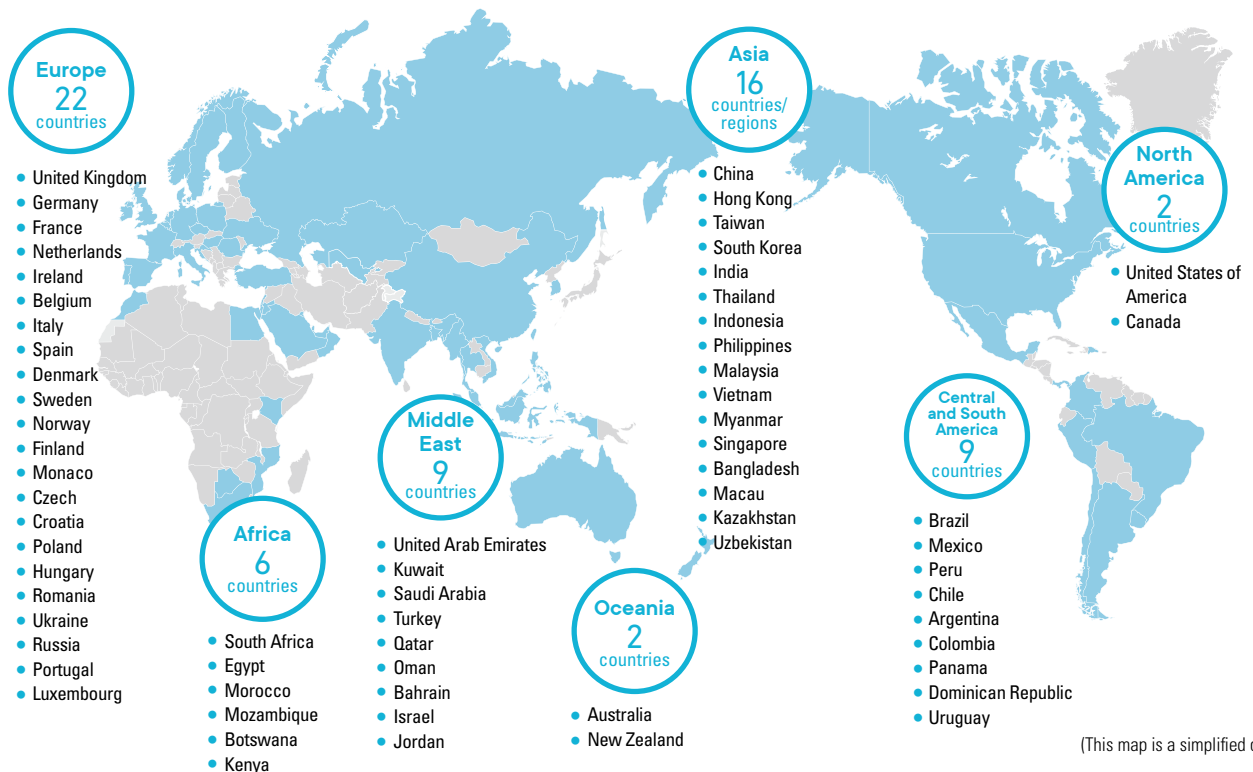 Europe
22
countries
United Kingdom
Germany
France
Netherlands
Ireland
Belgium
Italy
Spain
Denmark
Sweden
Norway
Finland
Monaco
Czech
Croatia
Poland
Hungary
Romania
Ukraine
Russia
Portugal
Luxembourg
Africa
6
countries
South Africa
Egypt
Morocco
Mozambique
Botswana
Kenya
Middle
East
9
countries
United Arab Emirates
Kuwait
Saudi Arabia
Turkey
Qatar
Oman
Bahrain
Israel
Jordan
Oceania
2
countries
Australia
New Zealand
Asia
16
countries/
regions
China
Hong Kong
Taiwan
South Korea
India
Thailand
Indonesia
Philippines
Malaysia
Vietnam
Myanmar
Singapore
Bangladesh
Macau
Kazakhstan
Uzbekistan
North
America
2
countries
United States of
America
Canada
Central
and South
America
9
countries
Brazil
Mexico
Peru
Chile
Argentina
Colombia
Panama
Dominican Republic
Uruguay
(This map is a simplified